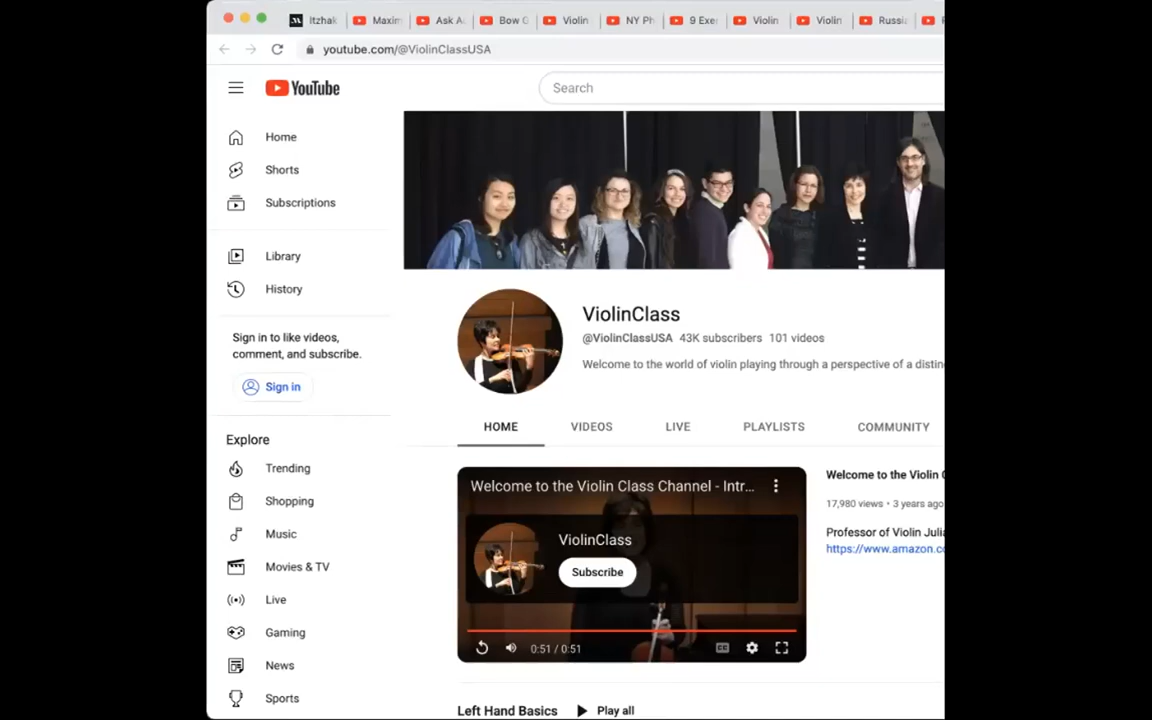 Itzhak
Maxim
Ask A
Bow G
Violin
NY Ph
9 Exer
Violin
Violin
Russia
youtube.com/@ViolinClassUSA
YouTube
Search
Home
Shorts
Subscriptions
Library
History
Sign in to like videos,
comment, and subscribe.
Sign in
Explore
Trending
Shopping
Music
Movies & TV
Live
Gaming
News
Sports
ViolinClass
@ViolinClassUSA 43K subscribers 101 videos
Welcome to the world of violin playing through a perspective of a distin
HOME
VIDEOS
LIVE
PLAYLISTS
COMMUNITY
Welcome to the Violin Class Channel - Intr...
ViolinClass
Subscribe
0:51 / 0:51
CC
Welcome to the Violin C
17,980 views • 3 years ago
Professor of Violin Julia
https://www.amazon.co
Left Hand Basics
Play all